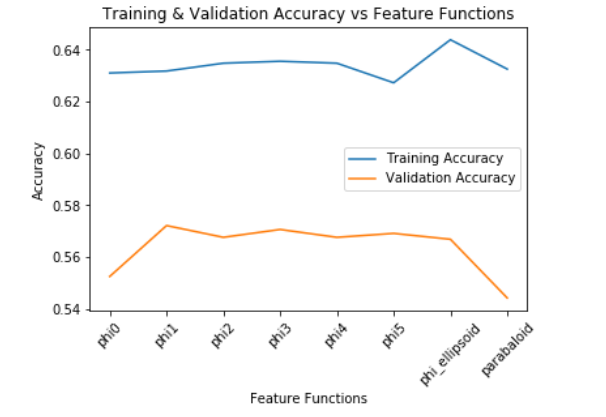 Training & Validation Accuracy vs Feature Functions
0.64
0.62
0.60
0.58
0.56
0.54
Accuracy
Training Accuracy
Validation Accuracy
phi0 phi1 phi2 phi3 phi4 phi5 phi_ellipsoid parabaloid
Feature Functions